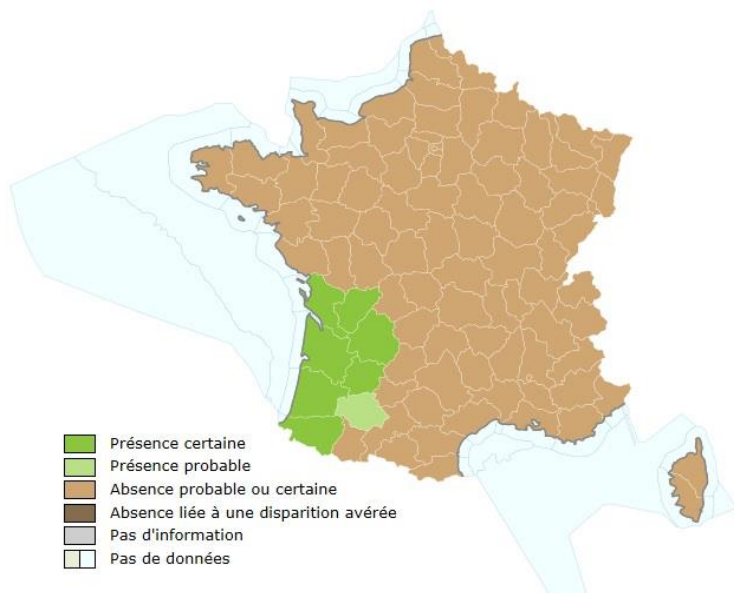 Présence certaine
Présence probable
Absence probable ou certaine
Absence liée à une disparition avérée
Pas d'information
Pas de données